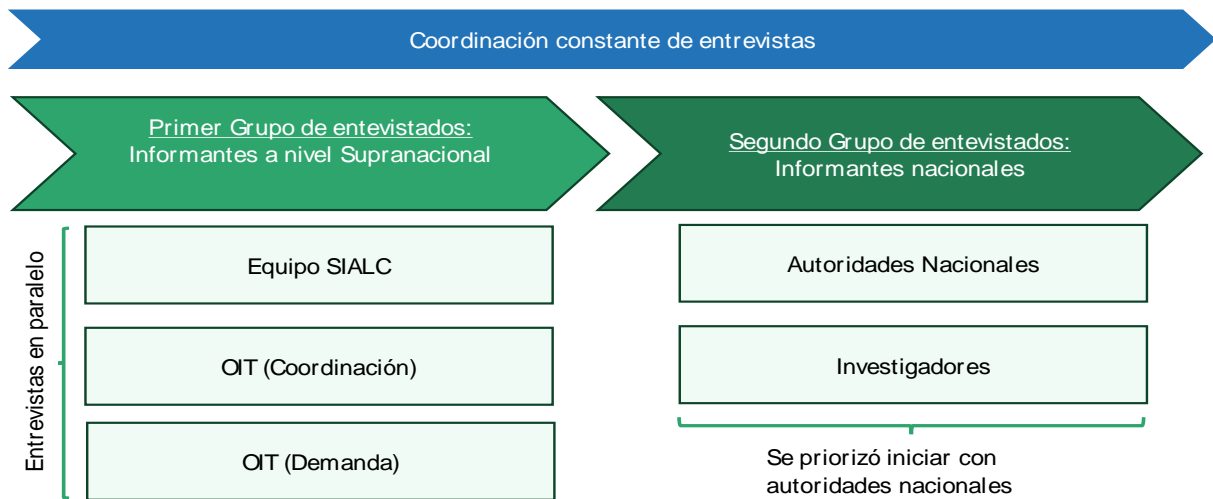 Coordinación constante de entrevistas
Primer Grupo de entevistados:
Informantes a nivel Supranacional
Segundo Grupo de entevistados:
Informantes nacionales
Entrevistas en paralelo
Equipo SIALC
OIT (Coordinación)
OIT (Demanda)
Autoridades Nacionales
Investigadores
Se priorizó iniciar con
autoridades nacionales